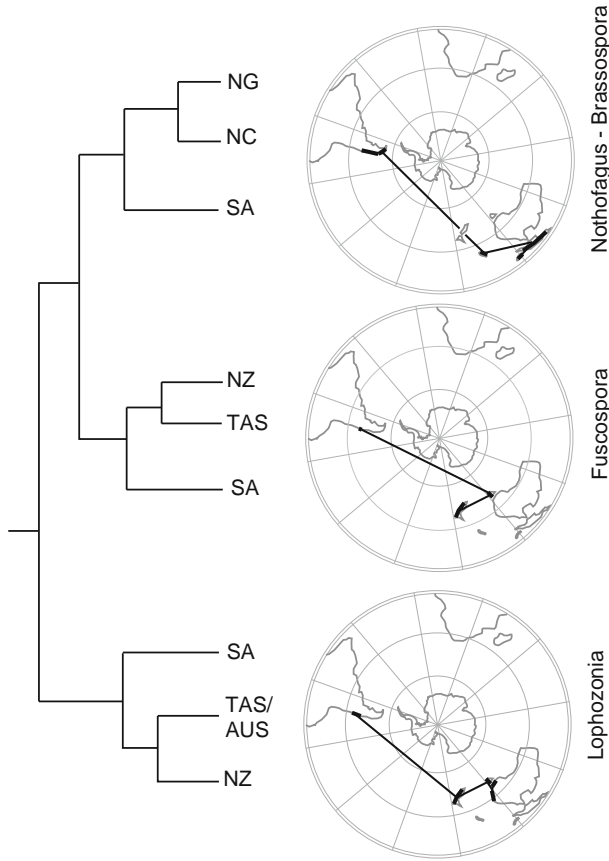 NG
NC
SA
Nothofagus - Brassospora
NZ
TAS
SA
Fuscospora
SA
TAS/
AUS
NZ
Lophozonia